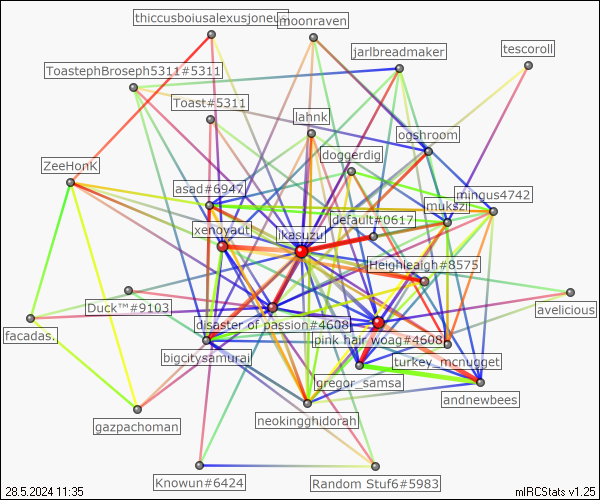 thiccusboiusalexusjoneus
moonraven
jarlbreadmaker
tescoroll
ToastephBroseph5311#5311
Toast#5311
lahnk
ogshroom
doggerdig
ZeeHonK
asad#6947
mukszi
mingus4742
default#0617
xenoyaut
ikasuzu
Heighleaigh#8575
Duck™#9103
avelicious
facadas.
disaster of passion#4608
pink hair woag#4608
bigcitysamurai
turkey_mcnugget
gregor_samsa
andnewbees
neokingghidorah
gazpachoman
Knowun#6424
Random Stuf6#5983
28.5.2024 11:35
mIRCStats v1.25